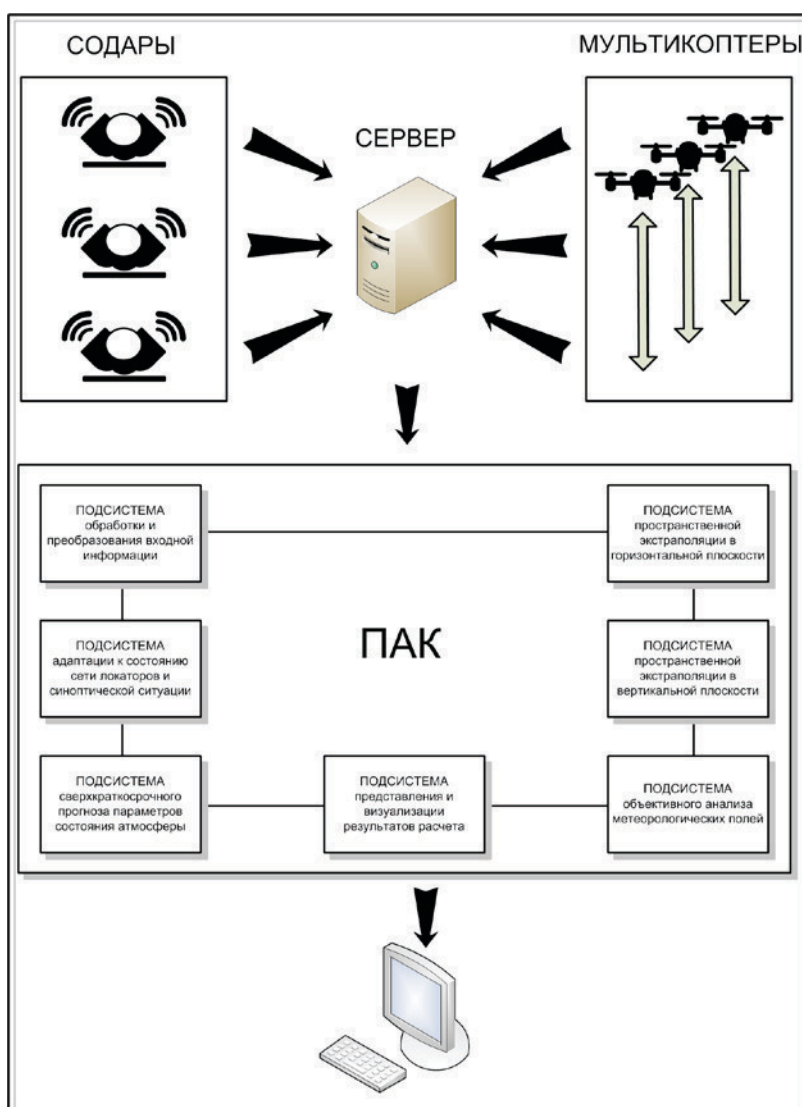 СОДАРЫ
МУЛЬТИКОПТЕРЫ
СЕРВЕР
ПОДСИСТЕМА
обработки и
преобразования входной
информации
ПОДСИСТЕМА
пространственной
экстраполяции в
горизонтальной плоскости
ПАК
ПОДСИСТЕМА
адаптации к состоянию
сети локаторов и
синоптической ситуации
ПОДСИСТЕМА
пространственной
экстраполяции в
вертикальной плоскости
ПОДСИСТЕМА
сверхкраткосрочного
прогноза параметров
состояния атмосферы
ПОДСИСТЕМА
представления и
визуализации
результатов расчета
ПОДСИСТЕМА
объективного анализа
метеорологических полей